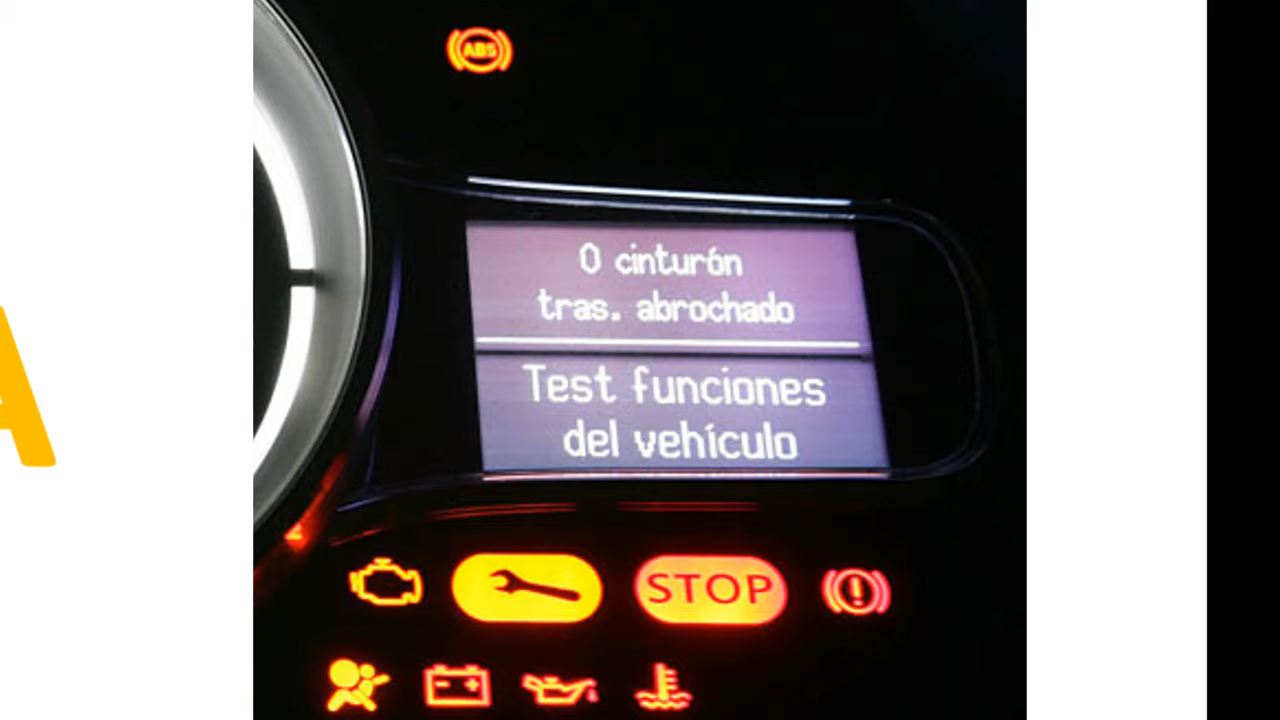 A
ABS
0 cinturón
tras. abrochado
Test funciones
del vehículo
STOP